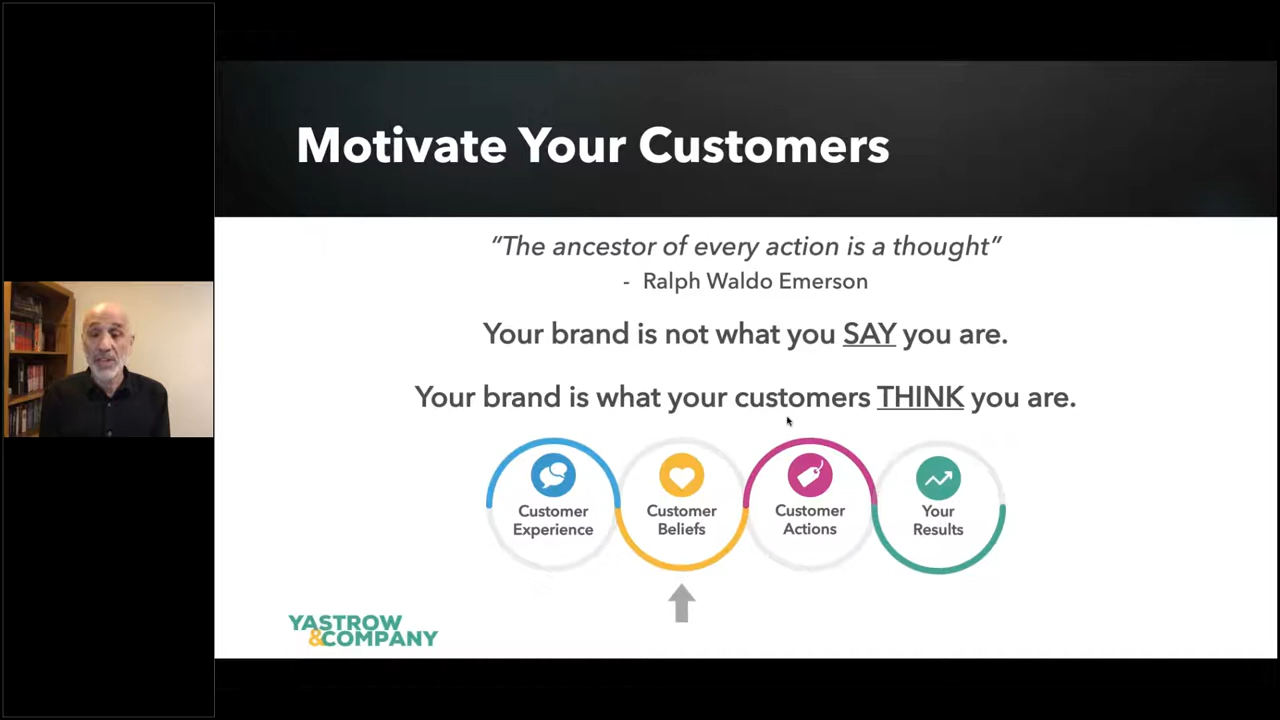 Motivate Your Customers
“The ancestor of every action is a thought”
- Ralph Waldo Emerson
Your brand is not what you SAY you are.
Your brand is what your customers THINK you are.
Customer
Experience
Customer
Beliefs
Customer
Actions
Your
Results
YASTROW
&COMPANY